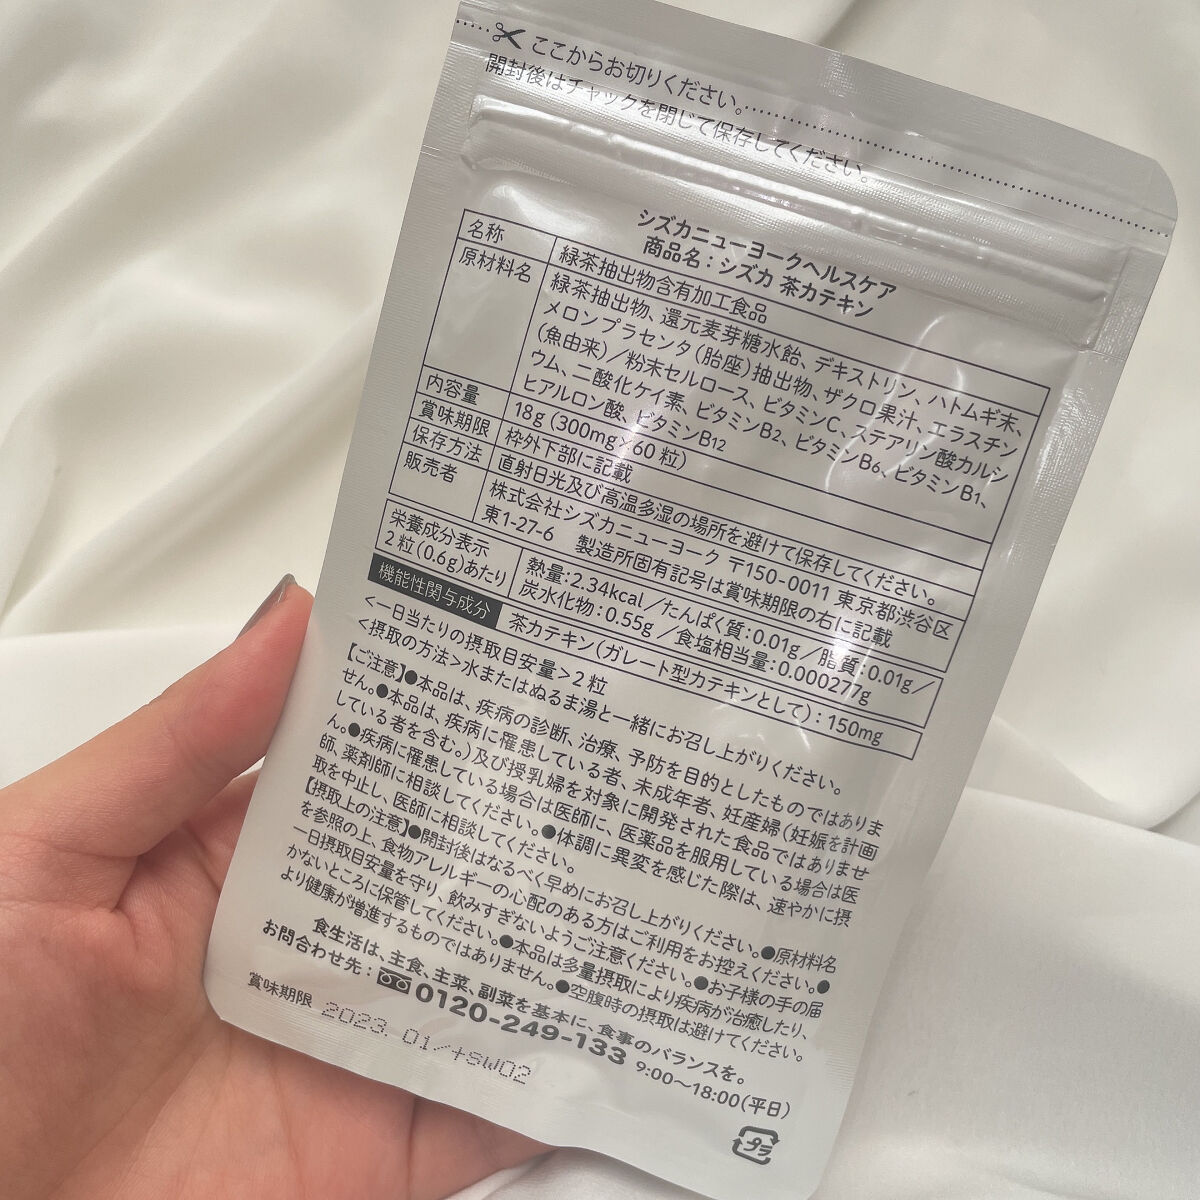 ここからお切りください。
開封後はチャックを閉じて保存してください。
シズカニューヨークヘルスケア
商品名:シズカ 茶カテキン
名称 緑茶抽出物含有加工食品
原材料名 緑茶抽出物、還元麦芽糖水飴、デキストリン、ハトムギ末、
メロンプラセンタ(胎座)抽出物、ザクロ果汁、エラスチン
(魚由来)/粉末セルロース、ビタミンC、ステアリン酸カルシ
ウム、二酸化ケイ素、ビタミンB2、ビタミンB6、ビタミンB1、
ヒアルロン酸、ビタミンB12
内容量 18g(300mg×60粒)
賞味期限 枠外下部に記載
保存方法 直射日光及び高温多湿の場所を避けて保存してください。
販売者 株式会社シズカニューヨーク 〒150-0011 東京都渋谷区
東1-27-6 製造所固有記号は賞味期限の右に記載
栄養成分表示
2粒(0.6g)あたり
熱量:2.34kcal/たんぱく質:0.01g/脂質:0.01g/
炭水化物:0.55g/食塩相当量:0.000277g
機能性関与成分 茶カテキン(ガレート型カテキンとして):150mg
<一日当たりの摂取目安量>2粒
<摂取の方法>水またはぬるま湯と一緒にお召し上がりください。
【ご注意】●本品は、疾病の診断、治療、予防を目的としたものではありま
せん。●本品は、疾病に罹患している者、未成年者、妊産婦(妊娠を計画
している者を含む。)及び授乳婦を対象に開発された食品ではありませ
ん。●疾病に罹患している場合は医師に、医薬品を服用している場合は医
師、薬剤師に相談してください。●体調に異変を感じた際は、速やかに摂
取を中止し、医師に相談してください。
【摂取上の注意】●開封後はなるべく早めにお召し上がりください。●原材料名
を参照の上、食物アレルギーの心配のある方はご利用をお控えください。●
一日摂取目安量を守り、飲みすぎないようご注意ください。●お子様の手の届
かないところに保管してください。●本品は多量摂取により疾病が治癒したり、
より健康が増進するものではありません。●空腹時の摂取は避けてください。
食生活は、主食、主菜、副菜を基本に、食事のバランスを。
お問合わせ先:0120-249-133 9:00〜18:00(平日)
賞味期限 2023.01/+SW02
プラ